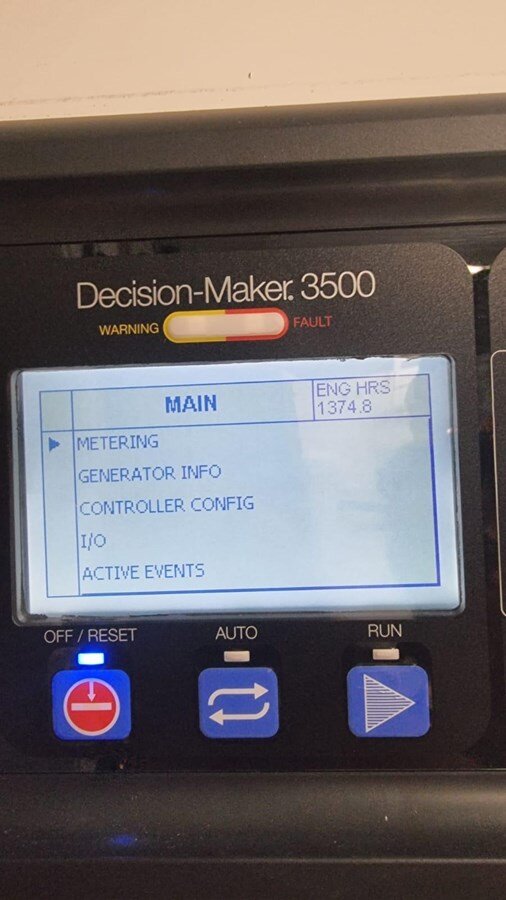 Decision-Maker. 3500
WARNING FAULT
MAIN
ENG HRS
1374.8
METERING
GENERATOR INFO
CONTROLLER CONFIG
I/O
ACTIVE EVENTS
OFF / RESET AUTO RUN